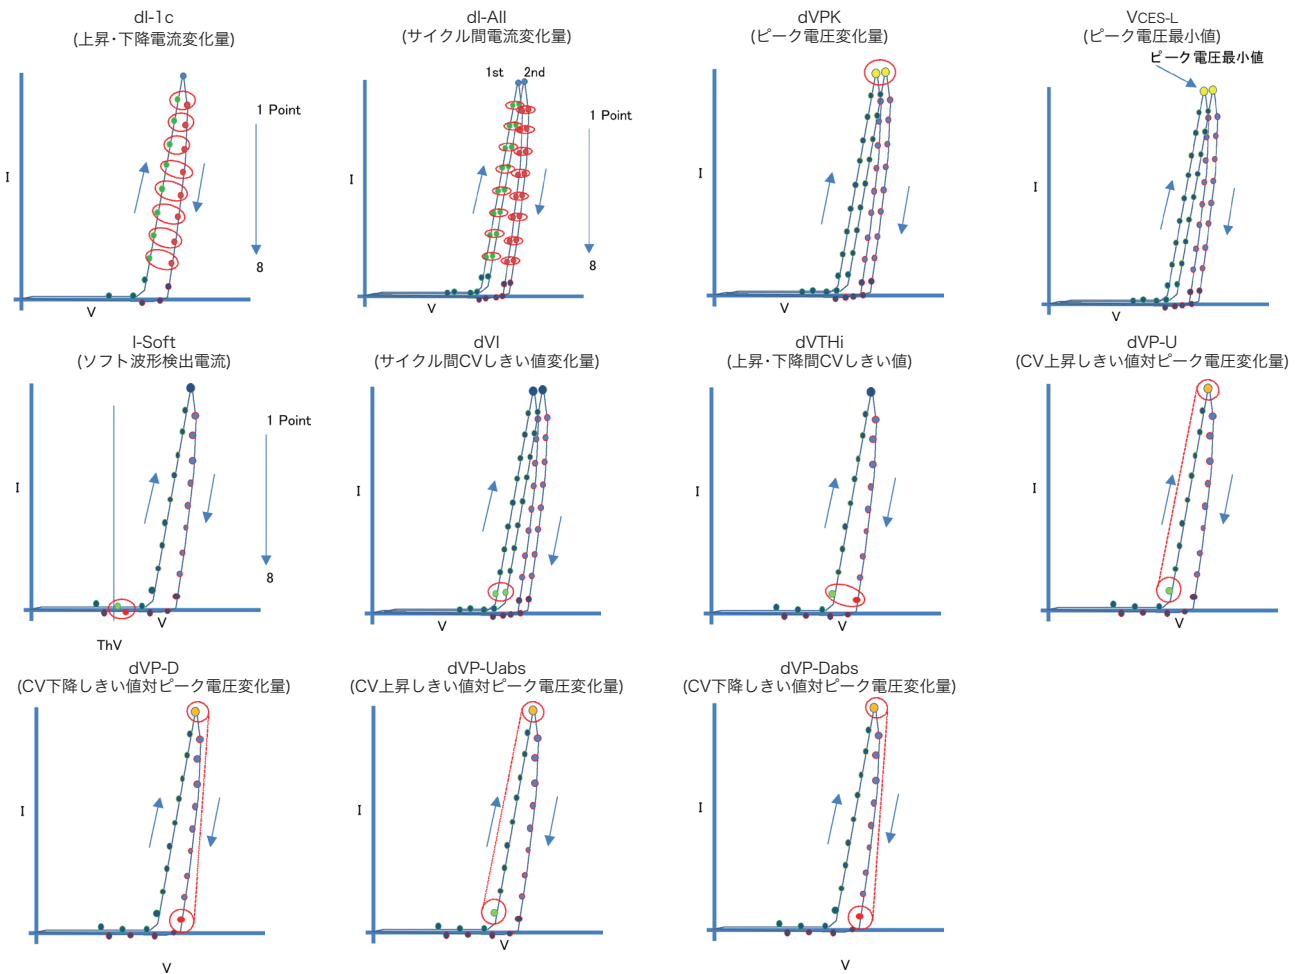 dI-1c
(上昇・下降電流変化量)
1 Point
I
8
V
dI-All
(サイクル間電流変化量)
1st 2nd
1 Point
I
8
V
dVPK
(ピーク電圧変化量)
I
V
VCES-L
(ピーク電圧最小値)
ピーク電圧最小値
I
V
I-Soft
(ソフト波形検出電流)
1 Point
I
8
V
ThV
dVI
(サイクル間CVしきい値変化量)
I
V
dVTHi
(上昇・下降間CVしきい値)
I
V
dVP-U
(CV上昇しきい値対ピーク電圧変化量)
I
V
dVP-D
(CV下降しきい値対ピーク電圧変化量)
I
V
dVP-Uabs
(CV上昇しきい値対ピーク電圧変化量)
I
V
dVP-Dabs
(CV下降しきい値対ピーク電圧変化量)
I
V